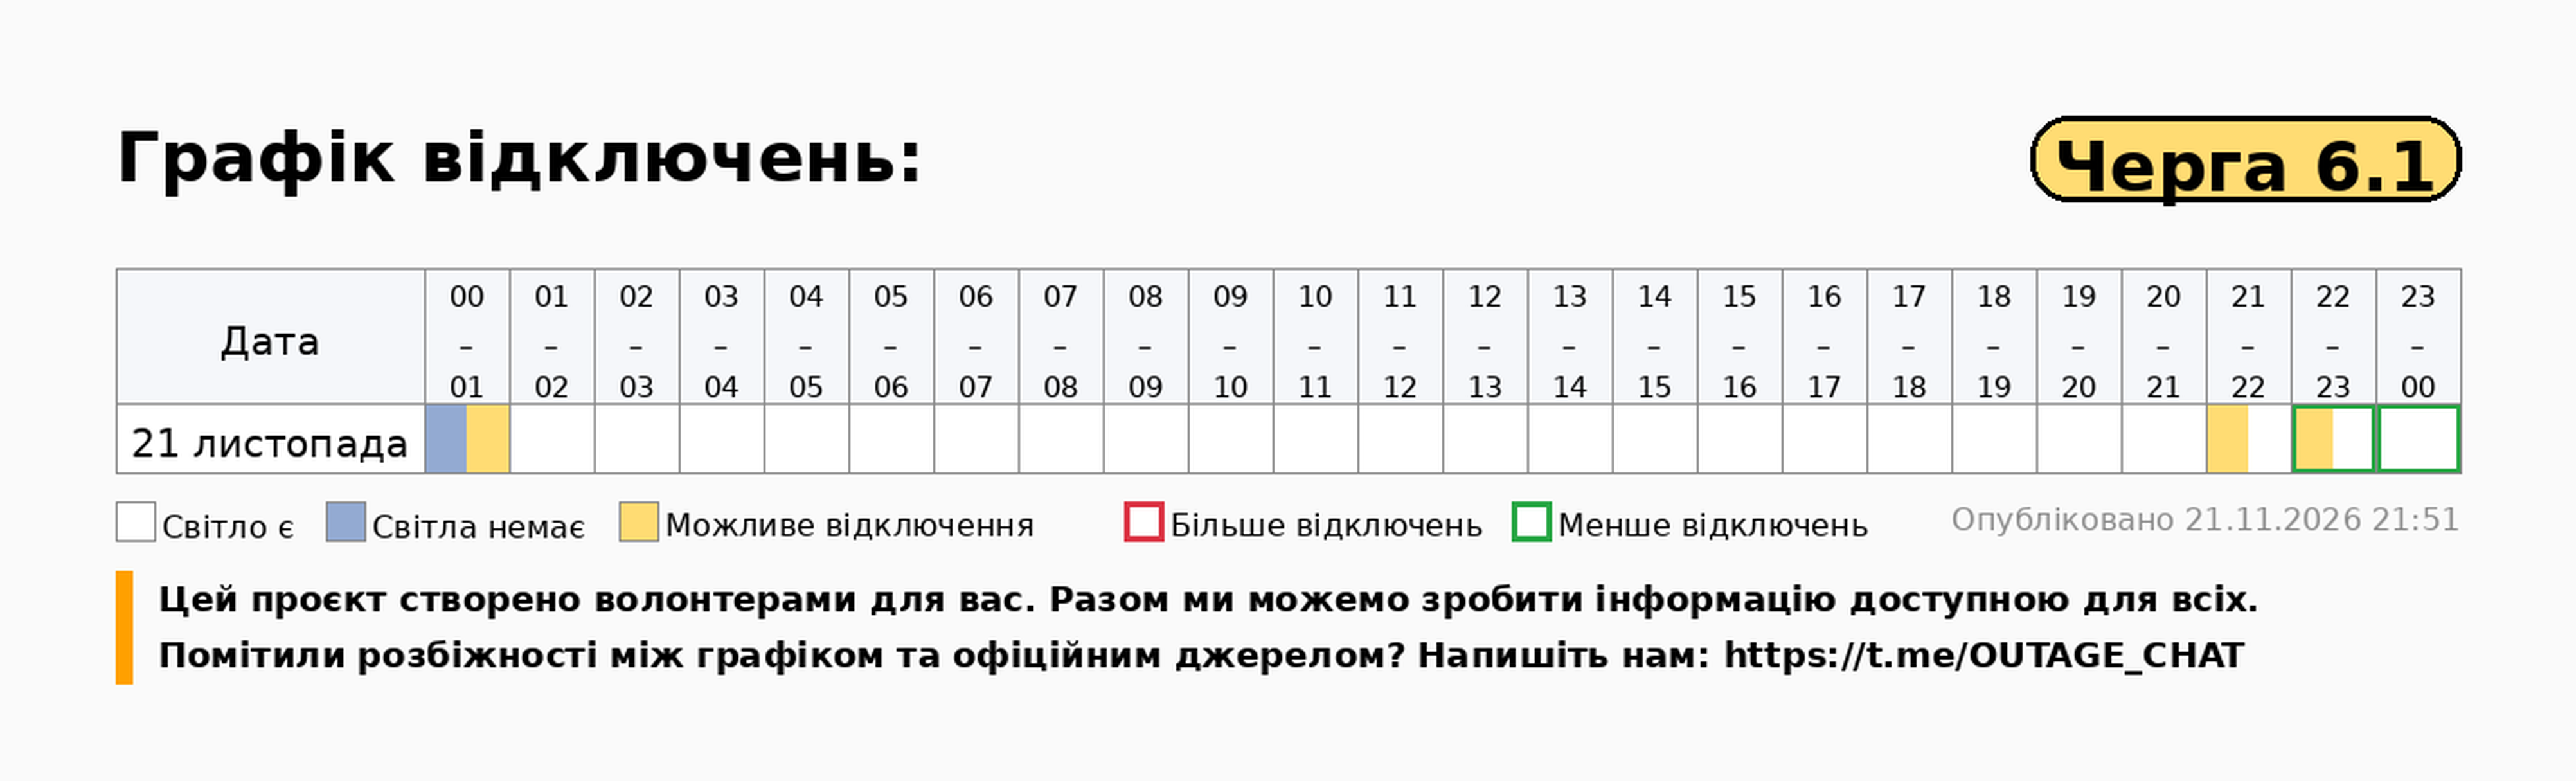 Графік відключень:
Черга 6.1
Дата 00 – 01 01 – 02 02 – 03 03 – 04 04 – 05 05 – 06 06 – 07 07 – 08 08 – 09 09 – 10 10 – 11 11 – 12 12 – 13 13 – 14 14 – 15 15 – 16 16 – 17 17 – 18 18 – 19 19 – 20 20 – 21 21 – 22 22 – 23 23 – 00
21 листопада
Світло є Світла немає Можливе відключення Більше відключень Менше відключень Опубліковано 21.11.2026 21:51
Цей проєкт створено волонтерами для вас. Разом ми можемо зробити інформацію доступною для всіх.
Помітили розбіжності між графіком та офіційним джерелом? Напишіть нам: https://t.me/OUTAGE_CHAT